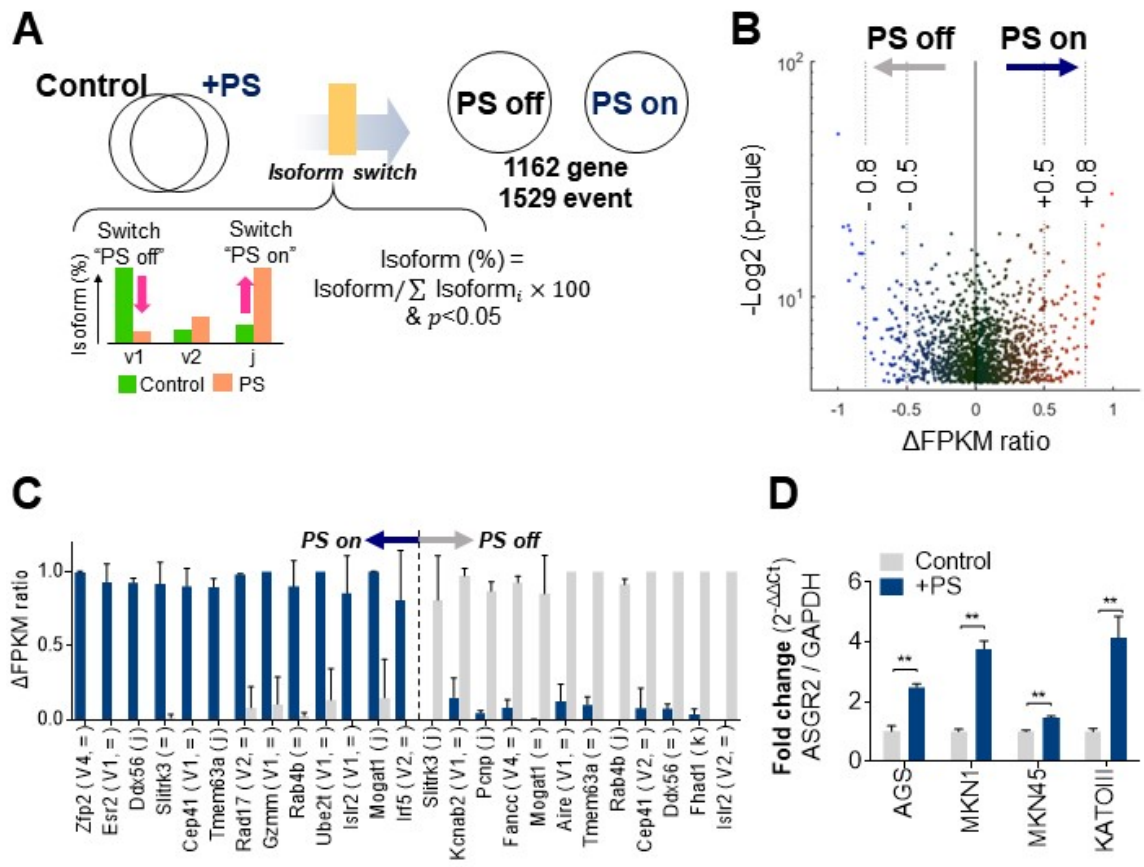 A
Control
+PS
Isoform switch
PS off
PS on
1162 gene
1529 event
Switch
"PS off"
Switch
"PS on"
Isoform (%)
v1
v2
j
Control
PS
Isoform (%) =
Isoform/∑ Isoformᵢ × 100
& p<0.05
B
PS off
PS on
-Log2 (p-value)
10²
10¹
- 0.8
- 0.5
+0.5
+0.8
-1
-0.5
0
0.5
1
ΔFPKM ratio
C
PS on
PS off
ΔFPKM ratio
1.0
0.5
0.0
Zfp2 ( V4, = )
Esr2 ( V1, = )
Ddx56 ( j )
Slitrk3 ( = )
Cep41 ( V1, = )
Tmem63a ( j )
Rad17 ( V2, = )
Gzmm ( V1, = )
Rab4b ( = )
Ube2t ( V1, = )
Islr2 ( V1, = )
Mogat1 ( j )
Irf5 ( V2, = )
Slitrk3 ( j )
Kcnab2 ( V1, = )
Pcnp ( j )
Fancc ( V4, = )
Mogat1 ( = )
Aire ( V1, = )
Tmem63a ( = )
Rab4b ( j )
Cep41 ( V2, = )
Ddx56 ( = )
Fhad1 ( k )
Islr2 ( V2, = )
D
Control
+PS
Fold change (2^-ΔΔCt)
ASGR2 / GAPDH
6
4
2
0
**
**
**
**
AGS
MKN1
MKN45
KATOIII